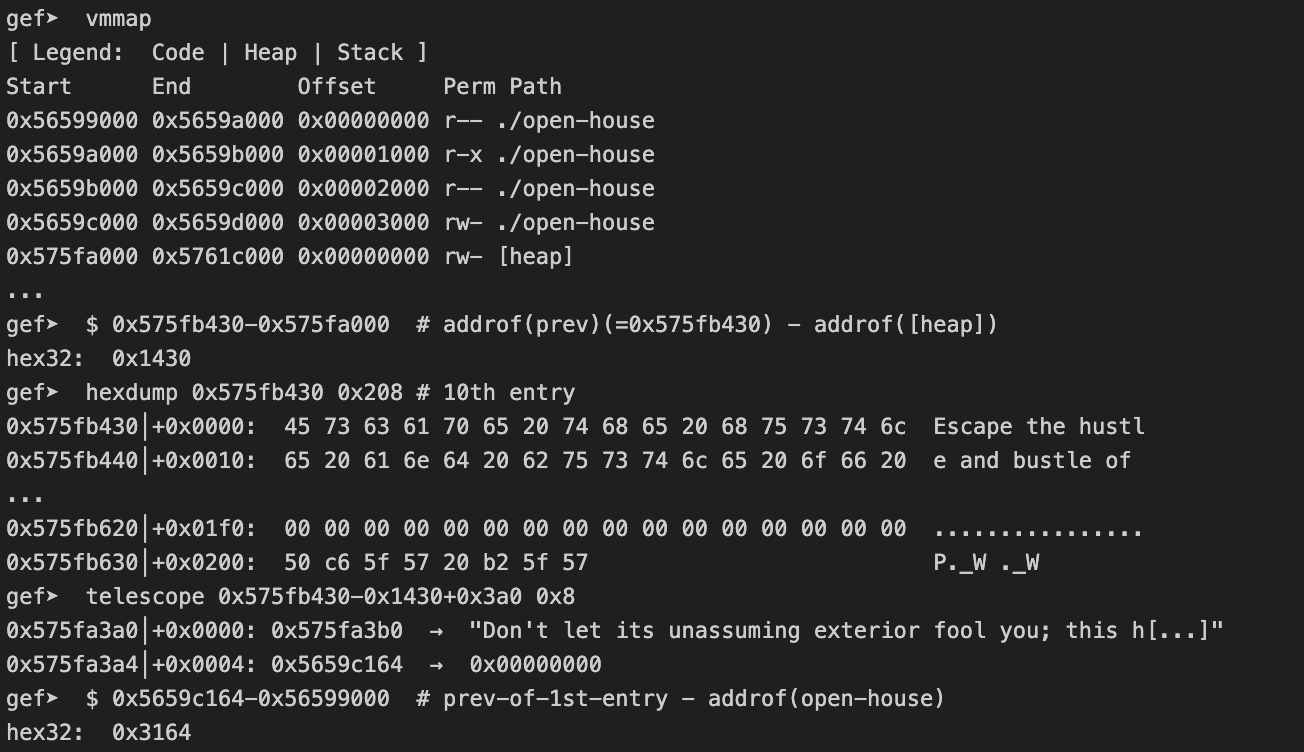 gef➤  vmmap
[ Legend:  Code | Heap | Stack ]
Start      End        Offset     Perm Path
0x56599000 0x5659a000 0x00000000 r-- ./open-house
0x5659a000 0x5659b000 0x00001000 r-x ./open-house
0x5659b000 0x5659c000 0x00002000 r-- ./open-house
0x5659c000 0x5659d000 0x00003000 rw- ./open-house
0x575fa000 0x5761c000 0x00000000 rw- [heap]
...
gef➤  $ 0x575fb430-0x575fa000  # addrof(prev)(=0x575fb430) - addrof([heap])
hex32:  0x1430
gef➤  hexdump 0x575fb430 0x208 # 10th entry
0x575fb430│+0x0000:  45 73 63 61 70 65 20 74 68 65 20 68 75 73 74 6c  Escape the hustl
0x575fb440│+0x0010:  65 20 61 6e 64 20 62 75 73 74 6c 65 20 6f 66 20  e and bustle of
...
0x575fb620│+0x01f0:  00 00 00 00 00 00 00 00 00 00 00 00 00 00 00 00  ................
0x575fb630│+0x0200:  50 c6 5f 57 20 b2 5f 57                          P._W ._W
gef➤  telescope 0x575fb430-0x1430+0x3a0 0x8
0x575fa3a0│+0x0000: 0x575fa3b0  →  "Don't let its unassuming exterior fool you; this h[...]"
0x575fa3a4│+0x0004: 0x5659c164  →  0x00000000
gef➤  $ 0x5659c164-0x56599000  # prev-of-1st-entry - addrof(open-house)
hex32:  0x3164